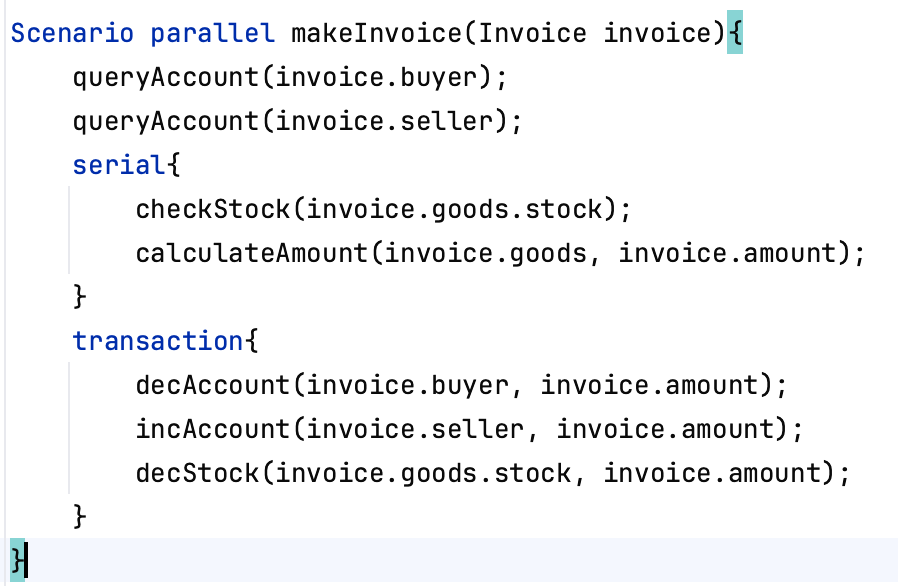 Scenario parallel makeInvoice(Invoice invoice){
queryAccount(invoice.buyer);
queryAccount(invoice.seller);
serial{
checkStock(invoice.goods.stock);
calculateAmount(invoice.goods, invoice.amount);
}
transaction{
decAccount(invoice.buyer, invoice.amount);
incAccount(invoice.seller, invoice.amount);
decStock(invoice.goods.stock, invoice.amount);
}
}